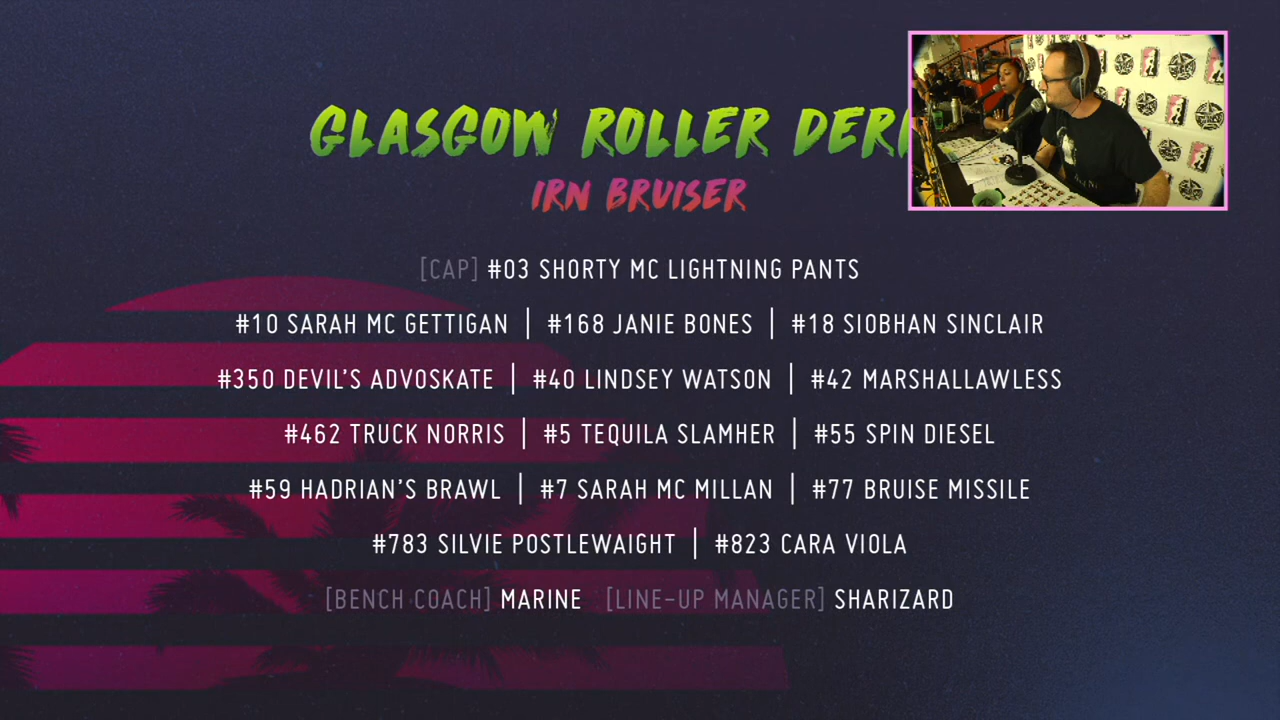 GLASGOW ROLLER
IRN BRUISER
[CAP] #03 SHORTY MC LIGHTNING PANTS
#10 SARAH MC GETTIGAN | #168 JANIE BONES | #18 SIOBHAN SINCLAIR
#350 DEVIL'S ADVOSKATE | #40 LINDSEY WATSON | #42 MARSHALLAWLESS
#462 TRUCK NORRIS | #5 TEQUILA SLAMHER | #55 SPIN DIESEL
#59 HADRIAN'S BRAWL | #7 SARAH MC MILLAN | #77 BRUISE MISSILE
#783 SILVIE POSTLEWAIGHT | #823 CARA VIOLA
[BENCH COACH] MARINE [LINE-UP MANAGER] SHARIZARD